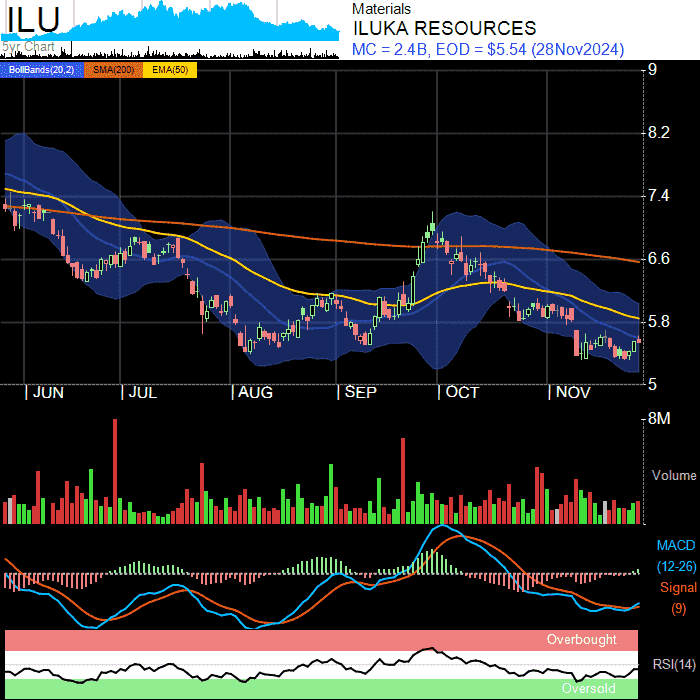 ILU
5yr Chart
Materials
ILUKA RESOURCES
MC = 2.4B, EOD = $5.54 (28Nov2024)
BollBands(20,2) SMA(200) EMA(50)
9
8.2
7.4
6.6
5.8
5
JUN JUL AUG SEP OCT NOV
8M
Volume
MACD
(12-26)
Signal
(9)
Overbought
RSI(14)
Oversold